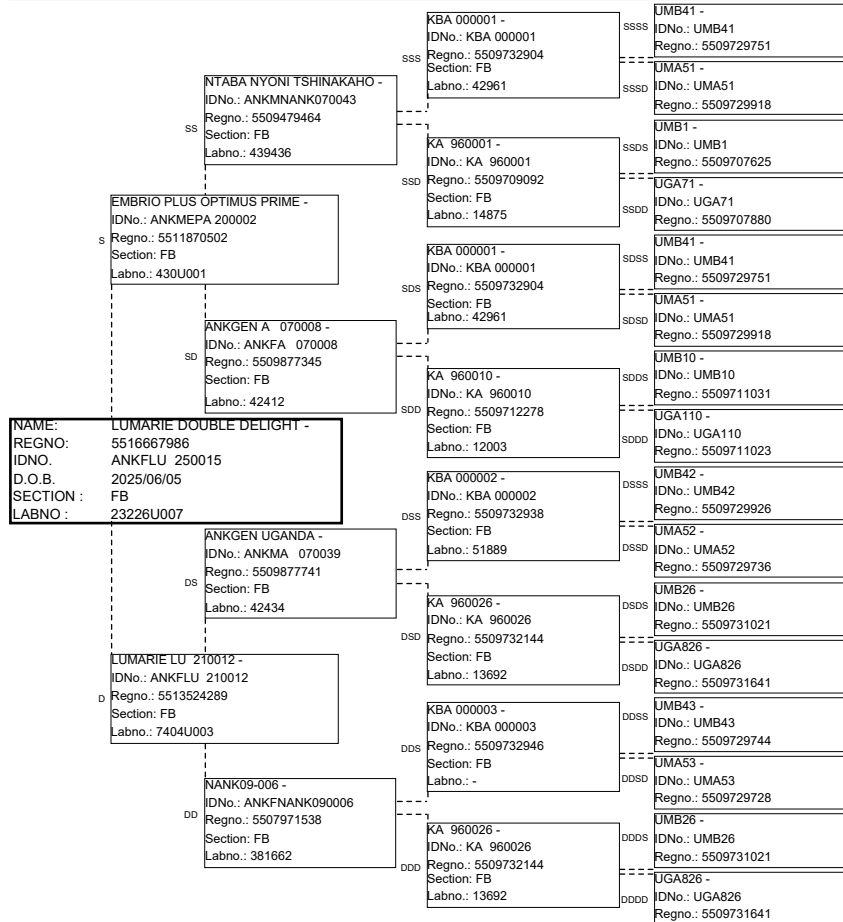 NAME: LUMARIE DOUBLE DELIGHT -
REGNO: 5516667986
IDNO. ANKFLU 250015
D.O.B. 2025/06/05
SECTION : FB
LABNO : 23226U007
S
EMBRIO PLUS OPTIMUS PRIME -
IDNo.: ANKMEPA 200002
Regno.: 5511870502
Section: FB
Labno.: 430U001
D
LUMARIE LU 210012 -
IDNo.: ANKFLU 210012
Regno.: 5513524289
Section: FB
Labno.: 7404U003
SS
NTABA NYONI TSHINAKAHO -
IDNo.: ANKMNANK070043
Regno.: 5509479464
Section: FB
Labno.: 439436
SD
ANKGEN A 070008 -
IDNo.: ANKFA 070008
Regno.: 5509877345
Section: FB
Labno.: 42412
DS
ANKGEN UGANDA -
IDNo.: ANKMA 070039
Regno.: 5509877741
Section: FB
Labno.: 42434
DD
NANK09-006 -
IDNo.: ANKFNANK090006
Regno.: 5507971538
Section: FB
Labno.: 381662
SSS
KBA 000001 -
IDNo.: KBA 000001
Regno.: 5509732904
Section: FB
Labno.: 42961
SSD
KA 960001 -
IDNo.: KA 960001
Regno.: 5509709092
Section: FB
Labno.: 14875
SDS
KBA 000001 -
IDNo.: KBA 000001
Regno.: 5509732904
Section: FB
Labno.: 42961
SDD
KA 960010 -
IDNo.: KA 960010
Regno.: 5509712278
Section: FB
Labno.: 12003
DSS
KBA 000002 -
IDNo.: KBA 000002
Regno.: 5509732938
Section: FB
Labno.: 51889
DSD
KA 960026 -
IDNo.: KA 960026
Regno.: 5509732144
Section: FB
Labno.: 13692
DDS
KBA 000003 -
IDNo.: KBA 000003
Regno.: 5509732946
Section: FB
Labno.: -
DDD
KA 960026 -
IDNo.: KA 960026
Regno.: 5509732144
Section: FB
Labno.: 13692
SSSS
UMB41 -
IDNo.: UMB41
Regno.: 5509729751
SSSD
UMA51 -
IDNo.: UMA51
Regno.: 5509729918
SSDS
UMB1 -
IDNo.: UMB1
Regno.: 5509707625
SSDD
UGA71 -
IDNo.: UGA71
Regno.: 5509707880
SDSS
UMB41 -
IDNo.: UMB41
Regno.: 5509729751
SDSD
UMA51 -
IDNo.: UMA51
Regno.: 5509729918
SDDS
UMB10 -
IDNo.: UMB10
Regno.: 5509711031
SDDD
UGA110 -
IDNo.: UGA110
Regno.: 5509711023
DSSS
UMB42 -
IDNo.: UMB42
Regno.: 5509729926
DSSD
UMA52 -
IDNo.: UMA52
Regno.: 5509729736
DSDS
UMB26 -
IDNo.: UMB26
Regno.: 5509731021
DSDD
UGA826 -
IDNo.: UGA826
Regno.: 5509731641
DDSS
UMB43 -
IDNo.: UMB43
Regno.: 5509729744
DDSD
UMA53 -
IDNo.: UMA53
Regno.: 5509729728
DDDS
UMB26 -
IDNo.: UMB26
Regno.: 5509731021
DDDD
UGA826 -
IDNo.: UGA826
Regno.: 5509731641